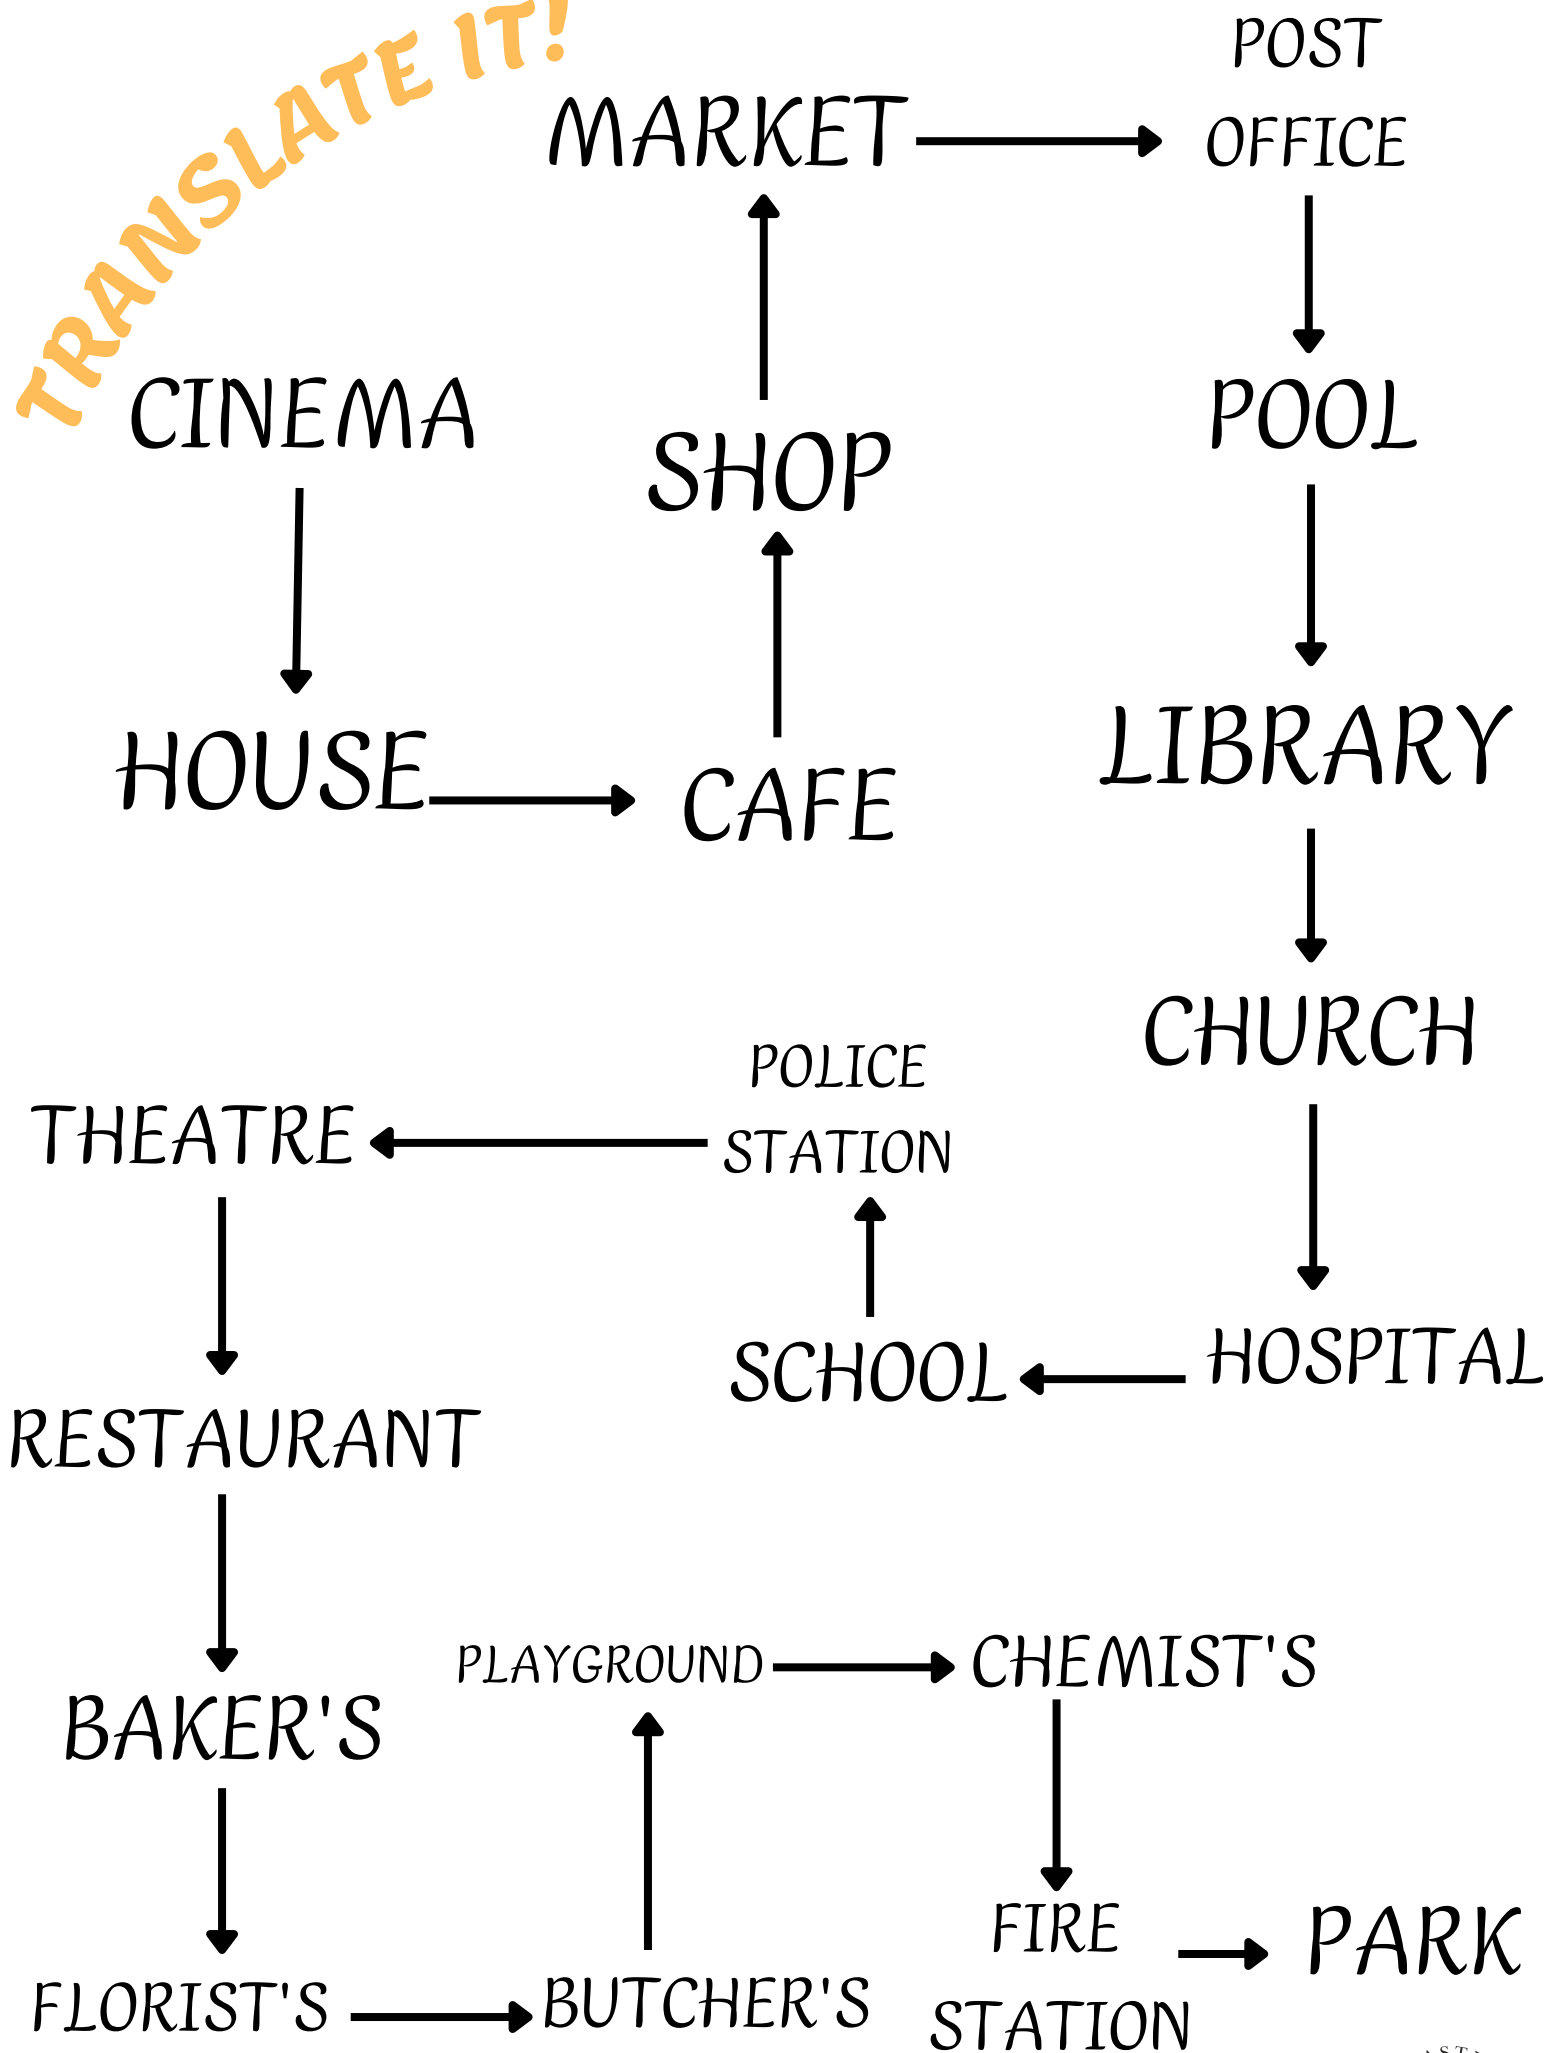 TRANSLATE IT!
CINEMA
HOUSE
CAFE
SHOP
MARKET
POST
OFFICE
POOL
LIBRARY
CHURCH
HOSPITAL
SCHOOL
POLICE
STATION
THEATRE
RESTAURANT
BAKER'S
FLORIST'S
BUTCHER'S
PLAYGROUND
CHEMIST'S
FIRE
STATION
PARK